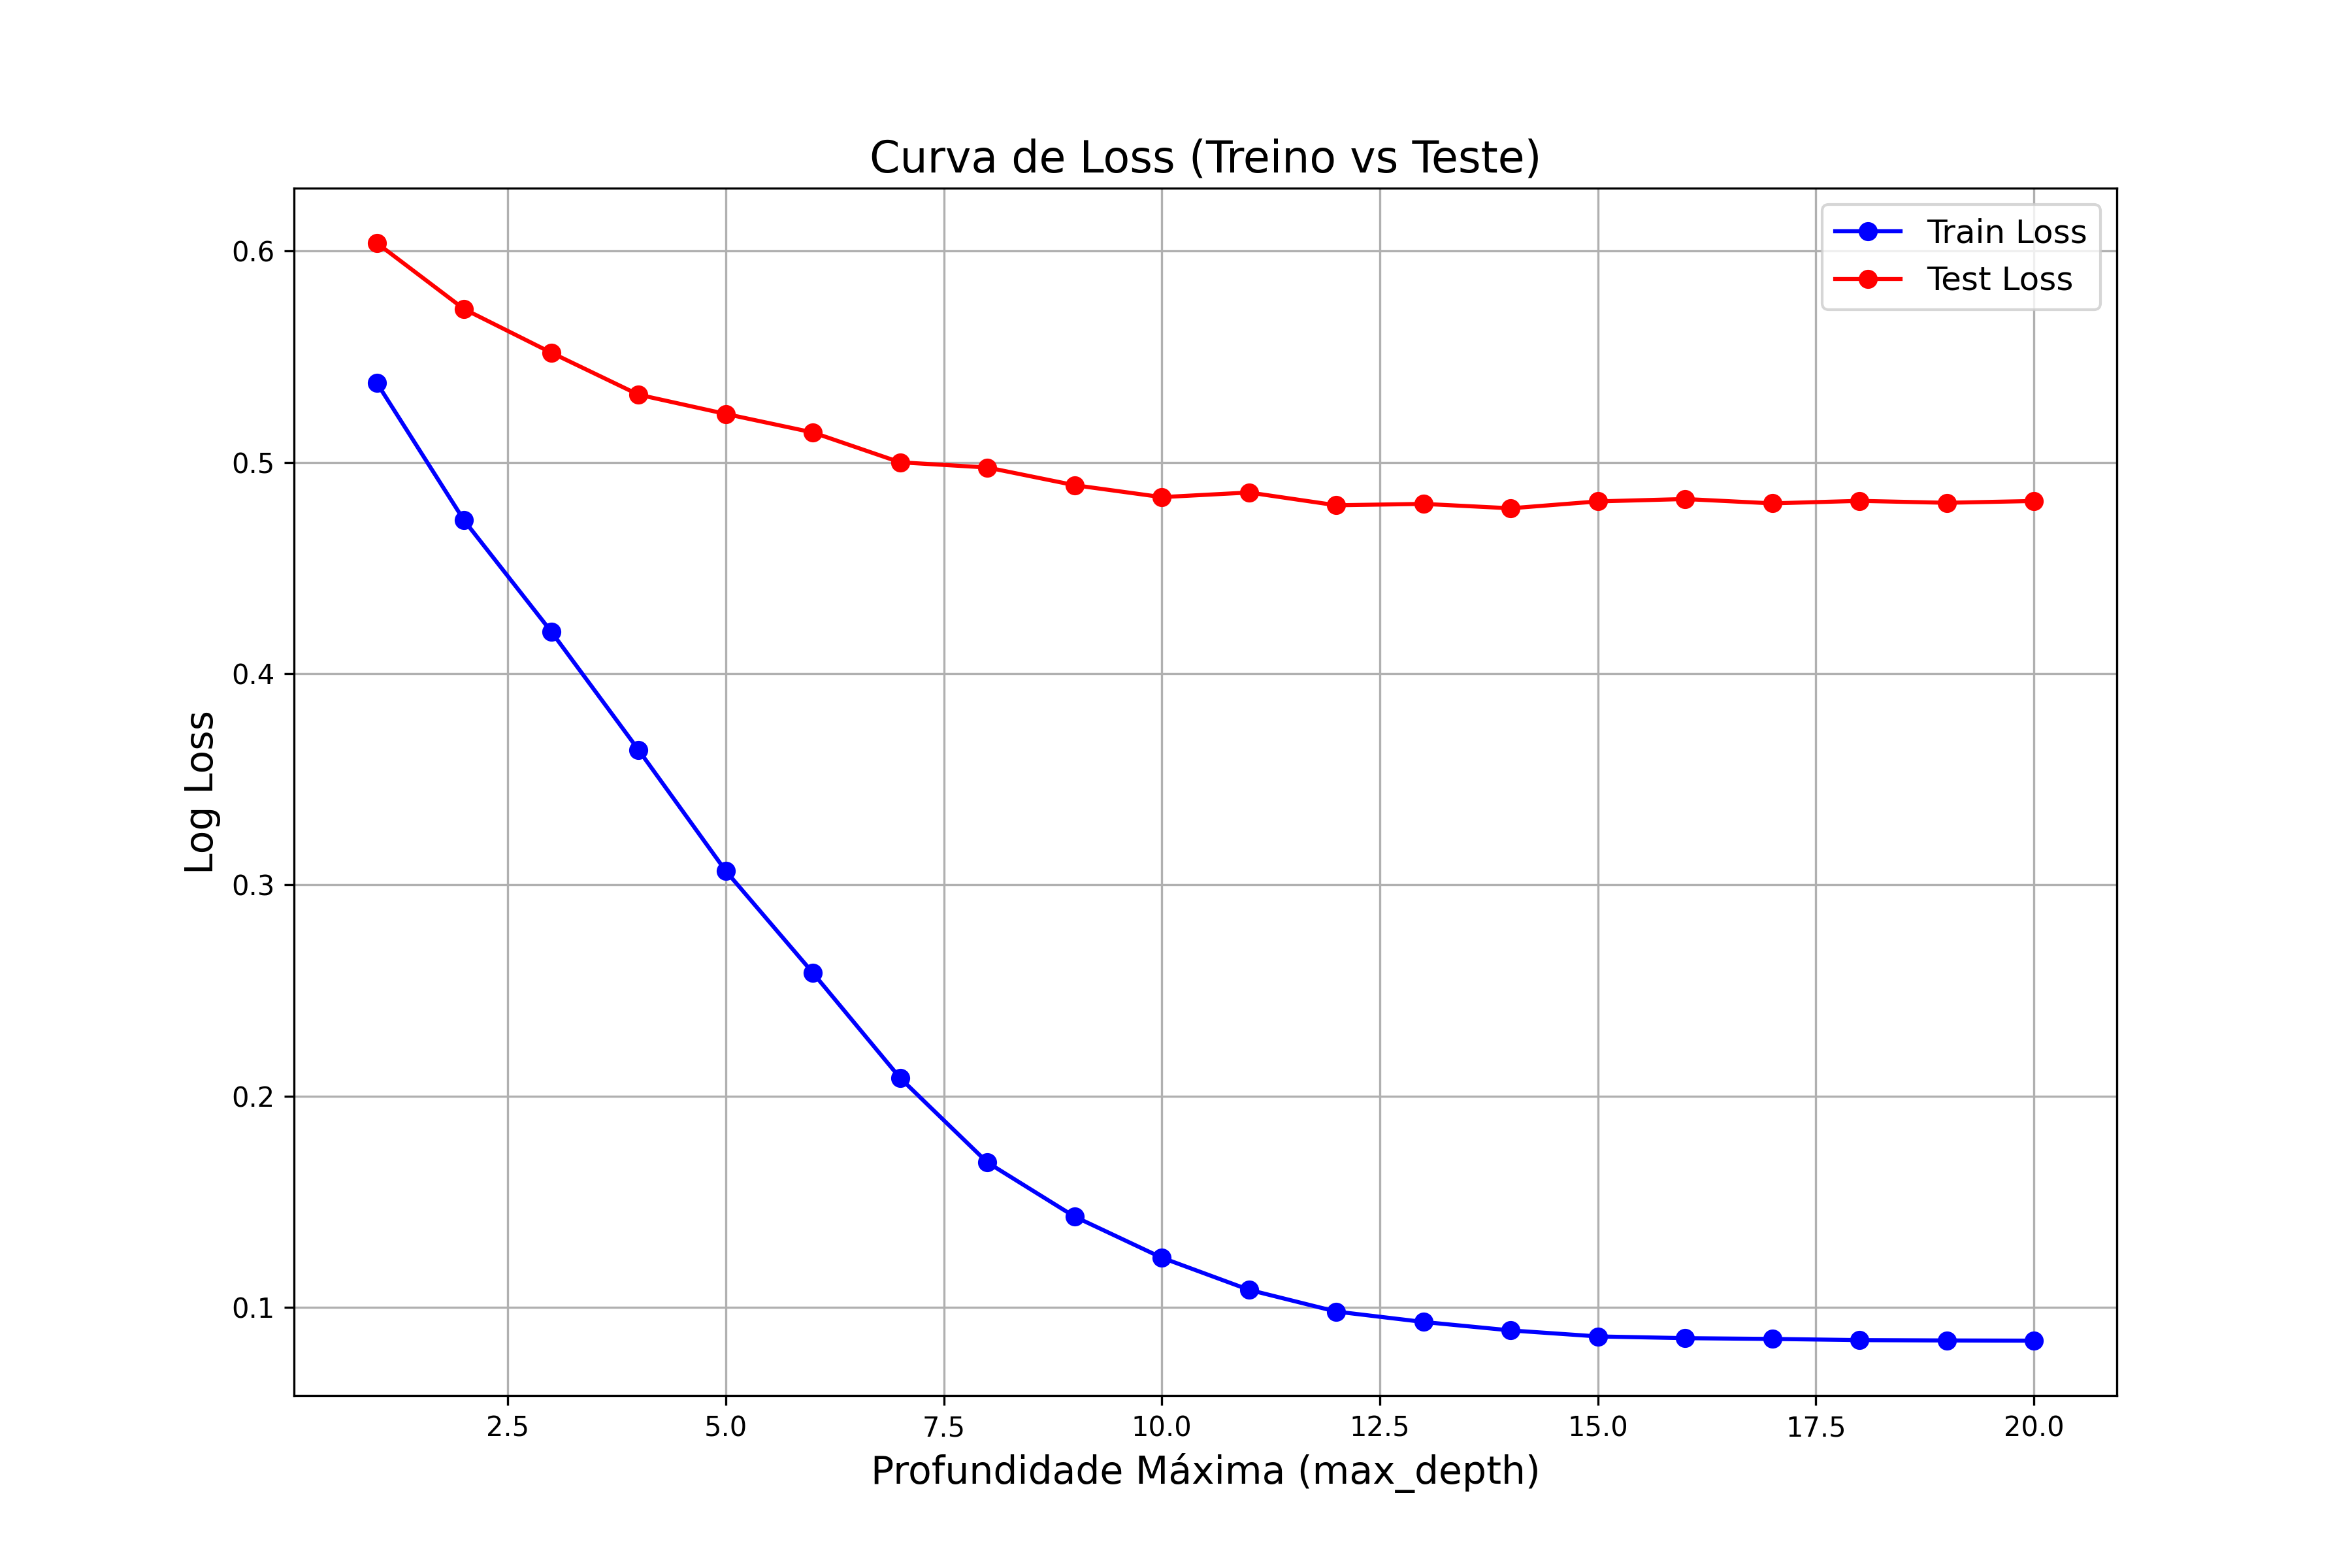 Curva de Loss (Treino vs Teste)
Train Loss
Test Loss
Log Loss
0.6
0.5
0.4
0.3
0.2
0.1
2.5 5.0 7.5 10.0 12.5 15.0 17.5 20.0
Profundidade Máxima (max_depth)